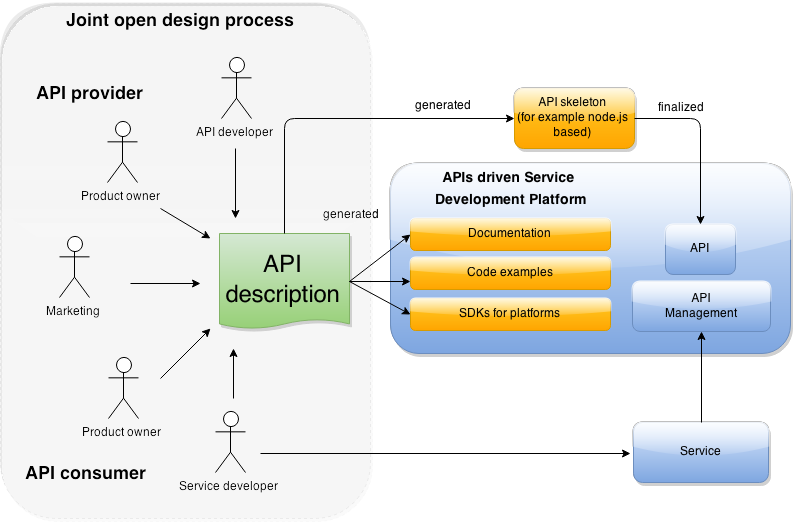 Joint open design process
API provider
API developer
Product owner
Marketing
Product owner
API consumer
Service developer
API
description
generated
generated
API skeleton
(for example node.js
based)
finalized
APIs driven Service
Development Platform
Documentation
Code examples
SDKs for platforms
API
API
Management
Service